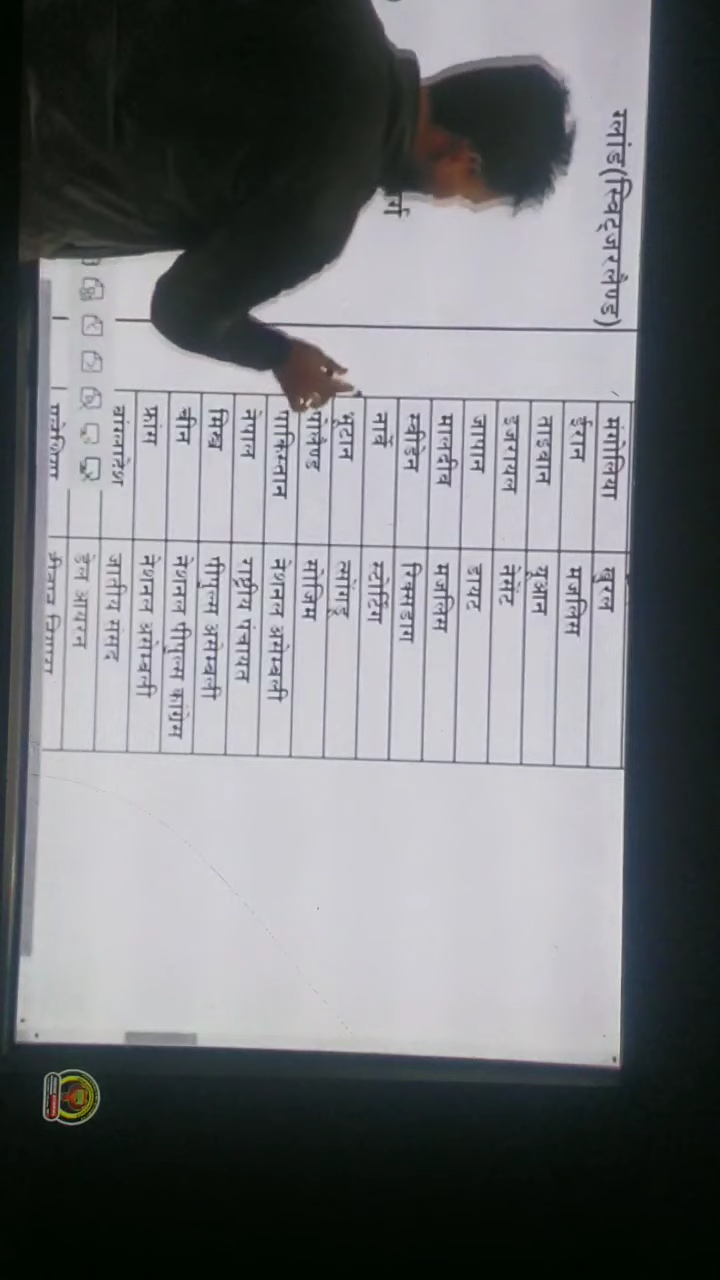 ग्लांड(स्विट्जरलैण्ड)
मंगोलिया खुरल
ईरान मजलिस
ताइवान यूआन
इजरायल नेसेंट
जापान डायट
मालदीव मजलिस
स्वीडेन रिक्सडाग
नार्वे स्टोर्टिंग
भूटान त्सोंगडू
पोलैण्ड सोजिम
पाकिस्तान नेशनल असेम्बली
नेपाल राष्ट्रीय पंचायत
मिस्र पीपुल्स असेम्बली
चीन नेशनल पीपुल्स कांग्रेस
फ्रांस नेशनल असेम्बली
बांग्लादेश जातीय संसद
डेल आयरन